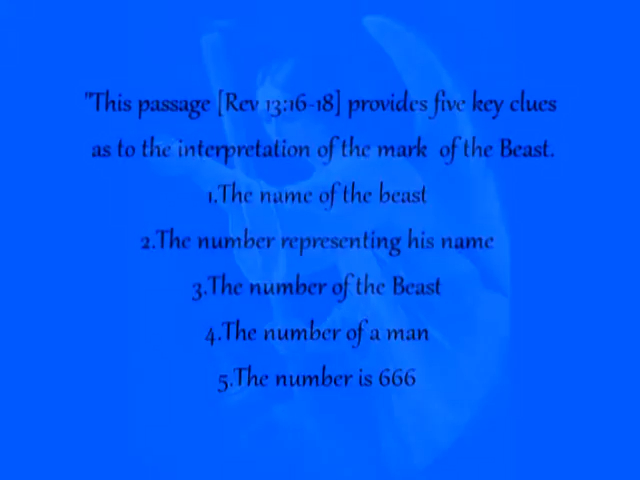 "This passage [Rev 13:16-18] provides five key clues
as to the interpretation of the mark of the Beast.
1.The name of the beast
2.The number representing his name
3.The number of the Beast
4.The number of a man
5.The number is 666